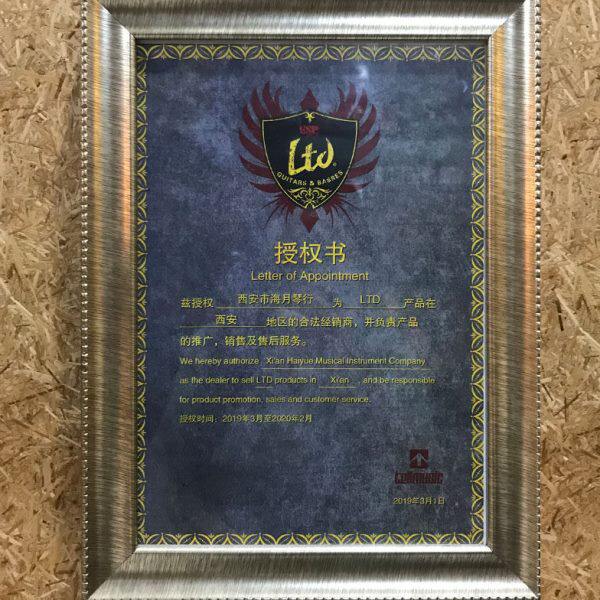 ESP
Ltd
GUITARS & BASSES
授权书
Letter of Appointment
兹授权 西安市海月琴行 为 LTD 产品在
西安 地区的合法经销商，并负责产品
的推广，销售及售后服务。
We hereby authorize Xi'an Haiyue Musical Instrument Company
as the dealer to sell LTD products in Xi'an , and be responsible
for product promotion, sales and customer service.
授权时间：2019年3月至2020年2月
2019年3月1日